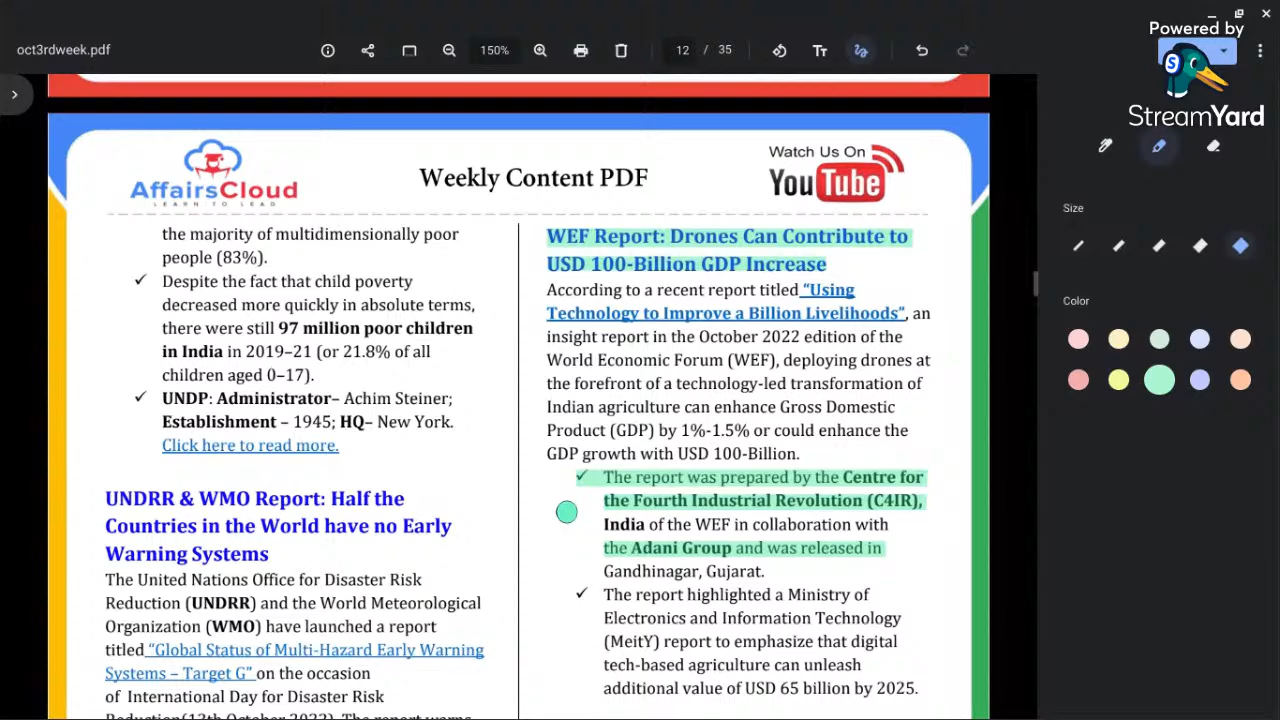 oct3rdweek.pdf
150%
12 / 35
Powered by
StreamYard
Size
Color
AffairsCloud
LEARN TO LEAD
Weekly Content PDF
Watch Us On
YouTube
the majority of multidimensionally poor
people (83%).
✓ Despite the fact that child poverty
decreased more quickly in absolute terms,
there were still 97 million poor children
in India in 2019–21 (or 21.8% of all
children aged 0–17).
✓ UNDP: Administrator– Achim Steiner;
Establishment – 1945; HQ– New York.
Click here to read more.
UNDRR & WMO Report: Half the
Countries in the World have no Early
Warning Systems
The United Nations Office for Disaster Risk
Reduction (UNDRR) and the World Meteorological
Organization (WMO) have launched a report
titled "Global Status of Multi-Hazard Early Warning
Systems – Target G" on the occasion
of International Day for Disaster Risk
Reduction(13th October 2022). The report warns
WEF Report: Drones Can Contribute to
USD 100-Billion GDP Increase
According to a recent report titled “Using
Technology to Improve a Billion Livelihoods”, an
insight report in the October 2022 edition of the
World Economic Forum (WEF), deploying drones at
the forefront of a technology-led transformation of
Indian agriculture can enhance Gross Domestic
Product (GDP) by 1%-1.5% or could enhance the
GDP growth with USD 100-Billion.
✓ The report was prepared by the Centre for
the Fourth Industrial Revolution (C4IR),
India of the WEF in collaboration with
the Adani Group and was released in
Gandhinagar, Gujarat.
✓ The report highlighted a Ministry of
Electronics and Information Technology
(MeitY) report to emphasize that digital
tech-based agriculture can unleash
additional value of USD 65 billion by 2025.